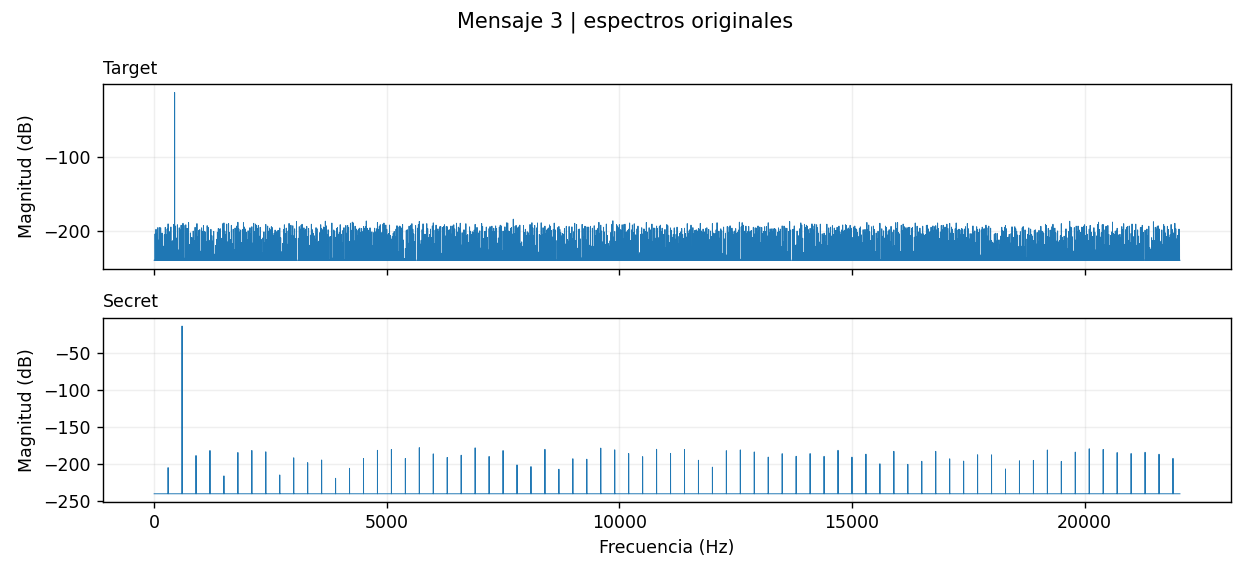 Mensaje 3 | espectros originales
Target
Magnitud (dB)
−100
−200
Secret
Magnitud (dB)
−50
−100
−150
−200
−250
0 5000 10000 15000 20000
Frecuencia (Hz)